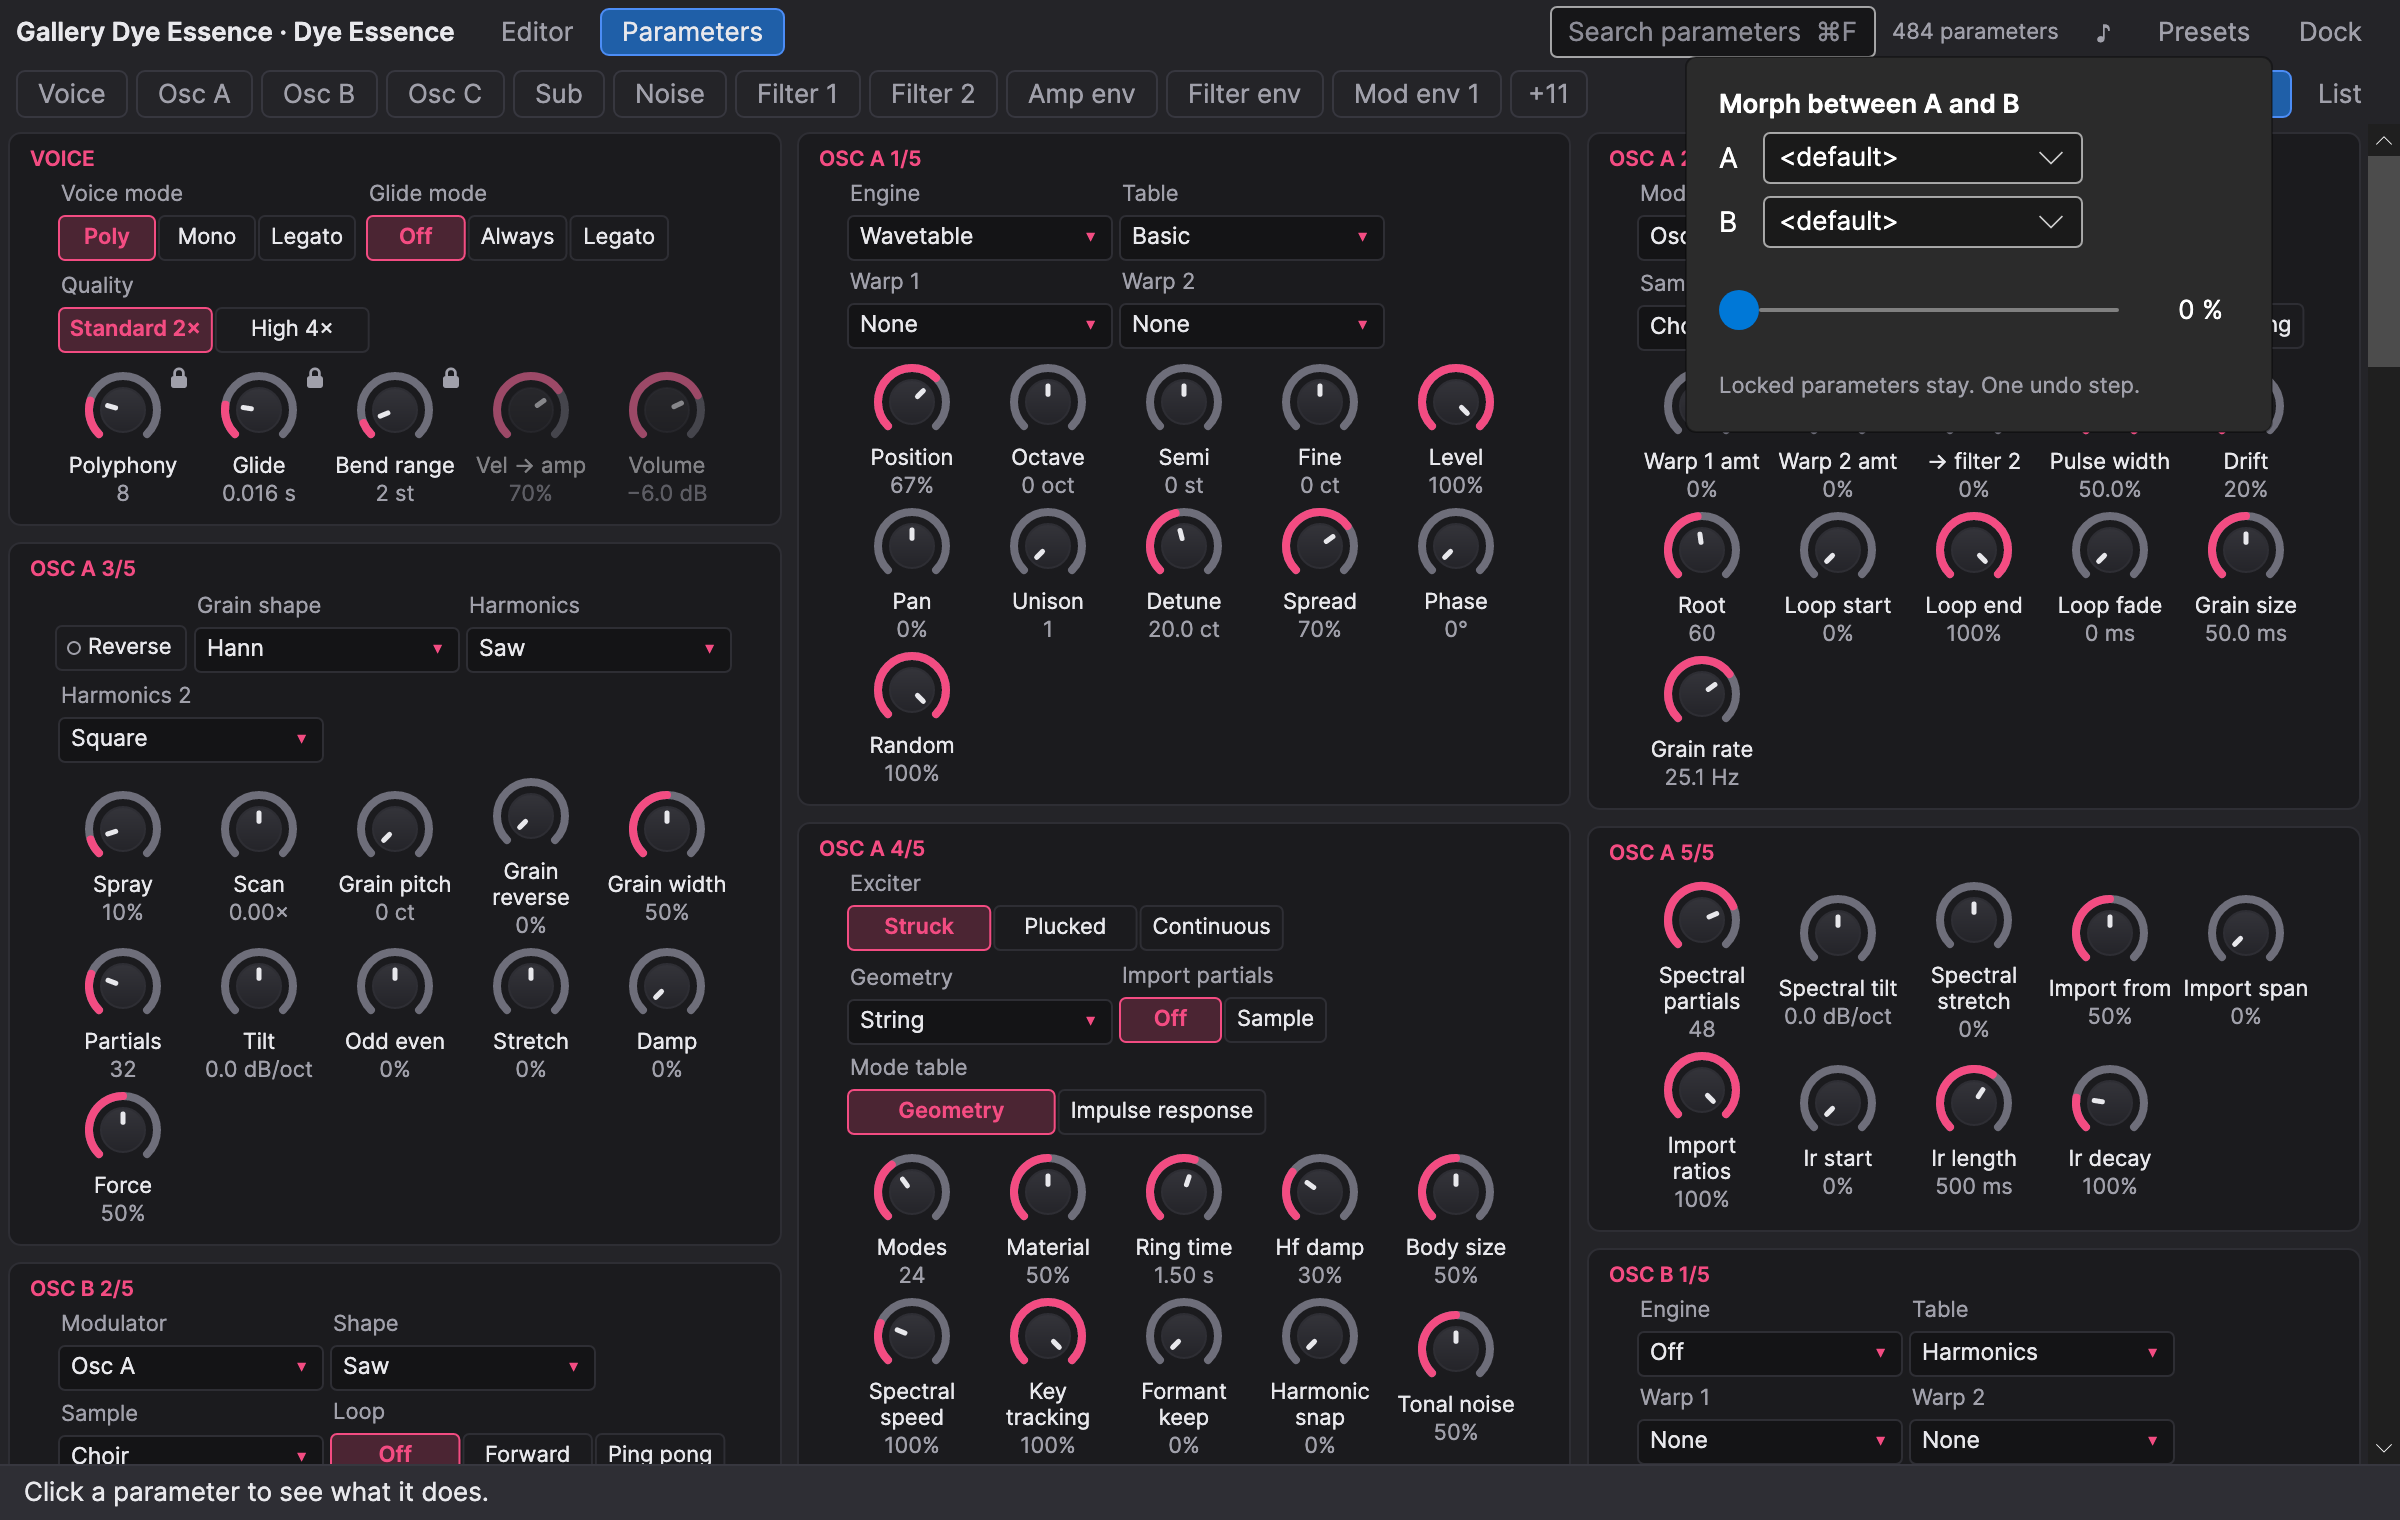 Gallery Dye Essence · Dye Essence
Editor
Parameters
Search parameters ⌘F
484 parameters
Presets
Dock
Voice
Osc A
Osc B
Osc C
Sub
Noise
Filter 1
Filter 2
Amp env
Filter env
Mod env 1
+11
List
Morph between A and B
A <default>
B <default>
0 %
Locked parameters stay. One undo step.
VOICE
Voice mode Glide mode
Poly Mono Legato Off Always Legato
Quality
Standard 2× High 4×
Polyphony Glide Bend range Vel → amp Volume
8 0.016 s 2 st 70% −6.0 dB
OSC A 1/5
Engine Table
Wavetable Basic
Warp 1 Warp 2
None None
Position Octave Semi Fine Level
67% 0 oct 0 st 0 ct 100%
Pan Unison Detune Spread Phase
0% 1 20.0 ct 70% 0°
Random
100%
OSC A
Warp 1 amt Warp 2 amt → filter 2 Pulse width Drift
0% 0% 0% 50.0% 20%
Root Loop start Loop end Loop fade Grain size
60 0% 100% 0 ms 50.0 ms
Grain rate
25.1 Hz
OSC A 3/5
Grain shape Harmonics
Reverse Hann Saw
Harmonics 2
Square
Spray Scan Grain pitch Grain reverse Grain width
10% 0.00× 0 ct 0% 50%
Partials Tilt Odd even Stretch Damp
32 0.0 dB/oct 0% 0% 0%
Force
50%
OSC A 4/5
Exciter
Struck Plucked Continuous
Geometry Import partials
String Off Sample
Mode table
Geometry Impulse response
Modes Material Ring time Hf damp Body size
24 50% 1.50 s 30% 50%
Spectral speed Key tracking Formant keep Harmonic snap Tonal noise
100% 100% 0% 0% 50%
OSC A 5/5
Spectral partials Spectral tilt Spectral stretch Import from Import span
48 0.0 dB/oct 0% 50% 0%
Import ratios Ir start Ir length Ir decay
100% 0% 500 ms 100%
OSC B 2/5
Modulator Shape
Osc A Saw
Sample Loop
Choir Off Forward Ping pong
OSC B 1/5
Engine Table
Off Harmonics
Warp 1 Warp 2
None None
Click a parameter to see what it does.